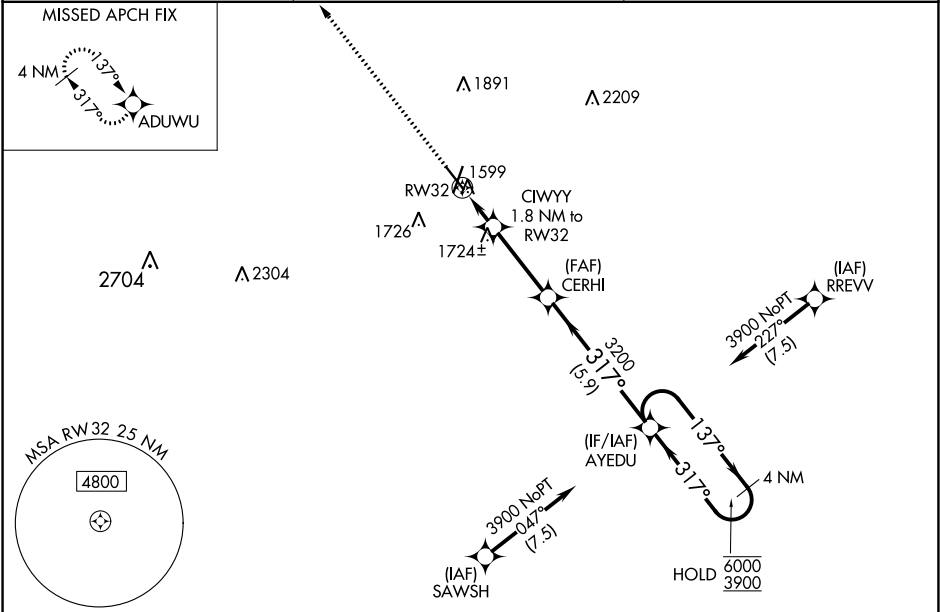 MISSED APCH FIX
4 NM
137°
317°
ADUWU
1891
2209
1599
RW32
CIWYY
1.8 NM to
RW32
1726
1724±
2704
2304
(FAF)
CERHI
(IAF)
RREVV
3900 NoPT
227°
(7.5)
3200
317°
(5.9)
(IF/IAF)
AYEDU
137°
317°
4 NM
MSA RW32 25 NM
4800
3900 NoPT
047°
(7.5)
(IAF)
SAWSH
HOLD
6000
3900